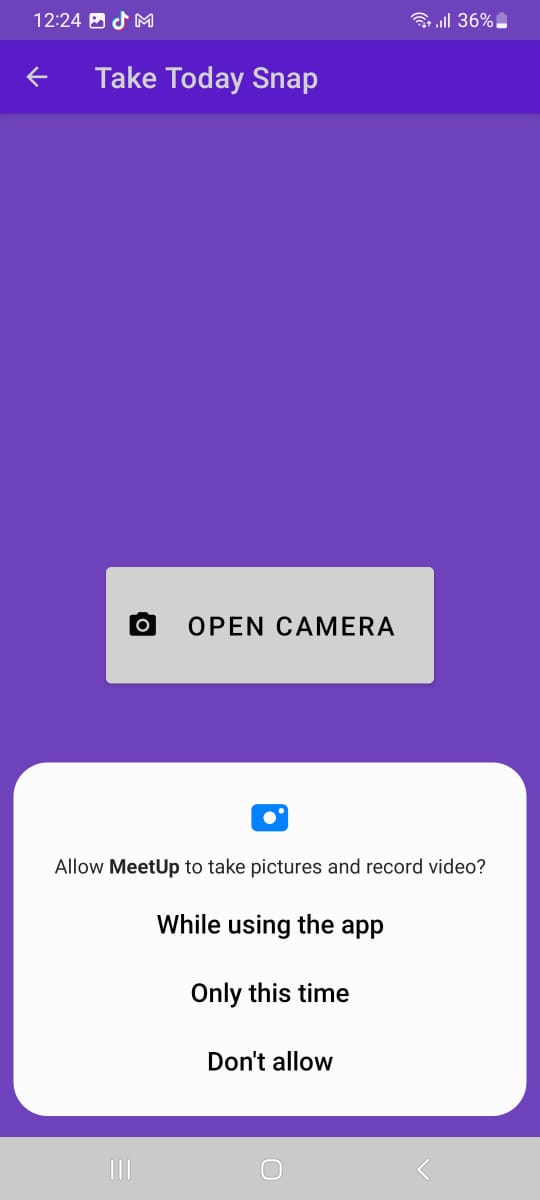 12:24 36%
Take Today Snap
OPEN CAMERA
Allow MeetUp to take pictures and record video?
While using the app
Only this time
Don't allow